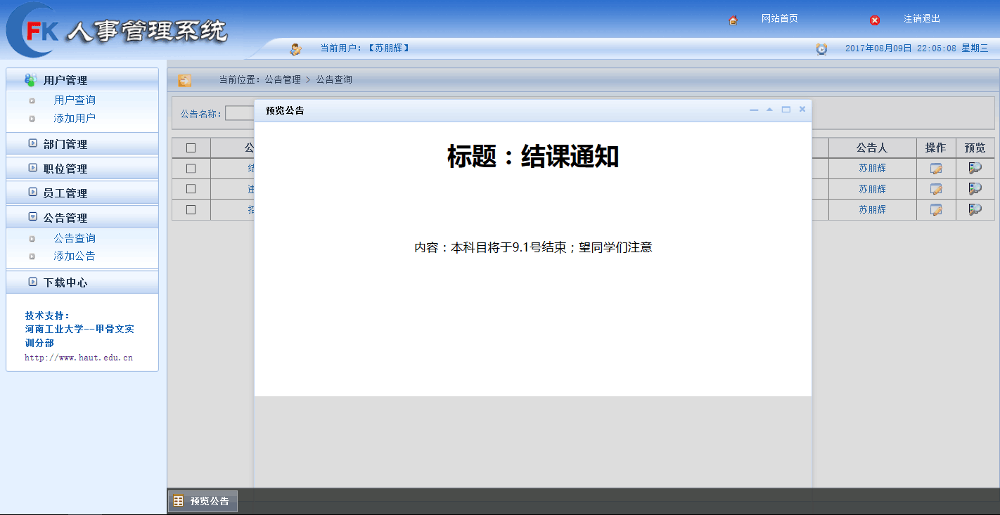 FK 人事管理系统
网站首页
注销退出
当前用户：【苏朋辉】
2017年08月09日 22:05:08 星期三
用户管理
用户查询
添加用户
部门管理
职位管理
员工管理
公告管理
公告查询
添加公告
下载中心
技术支持：
河南工业大学--甲骨文实
训分部
http://www.haut.edu.cn
当前位置：公告管理 > 公告查询
公告名称：
预览公告
标题：结课通知
内容：本科目将于9.1号结束；望同学们注意
公 公告人 操作 预览
结 苏朋辉
违 苏朋辉
招 苏朋辉
预览公告